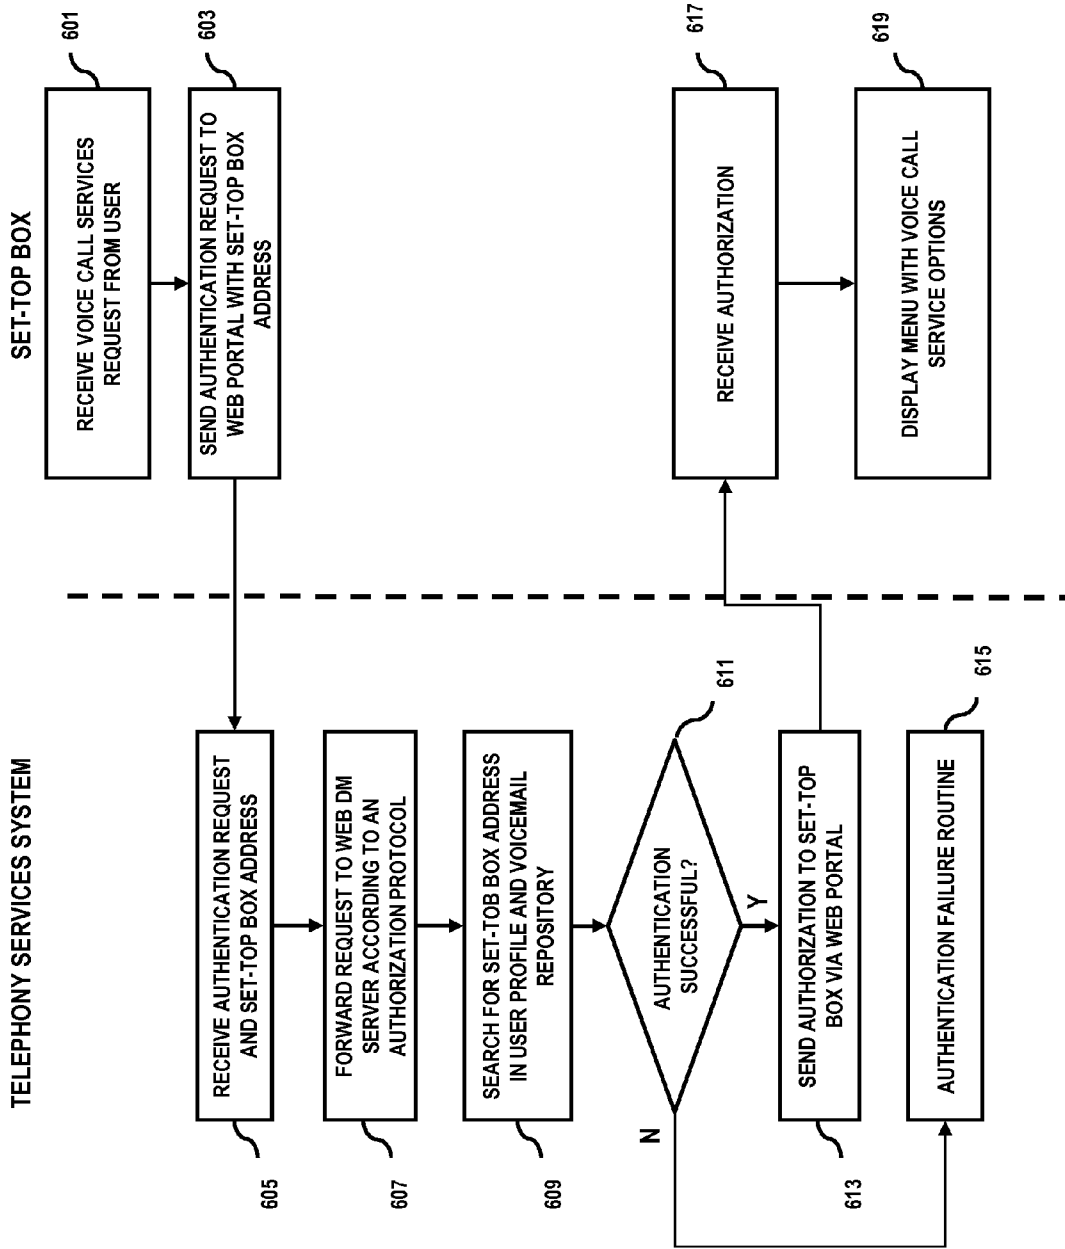 TELEPHONY SERVICES SYSTEM
SET-TOP BOX
RECEIVE VOICE CALL SERVICES
REQUEST FROM USER
601
SEND AUTHENTICATION REQUEST TO
WEB PORTAL WITH SET-TOP BOX
ADDRESS
603
RECEIVE AUTHENTICATION REQUEST
AND SET-TOP BOX ADDRESS
605
FORWARD REQUEST TO WEB DM
SERVER ACCORDING TO AN
AUTHORIZATION PROTOCOL
607
SEARCH FOR SET-TOB BOX ADDRESS
IN USER PROFILE AND VOICEMAIL
REPOSITORY
609
AUTHENTICATION
SUCCESSFUL?
611
N
Y
SEND AUTHORIZATION TO SET-TOP
BOX VIA WEB PORTAL
613
AUTHENTICATION FAILURE ROUTINE
615
RECEIVE AUTHORIZATION
617
DISPLAY MENU WITH VOICE CALL
SERVICE OPTIONS
619